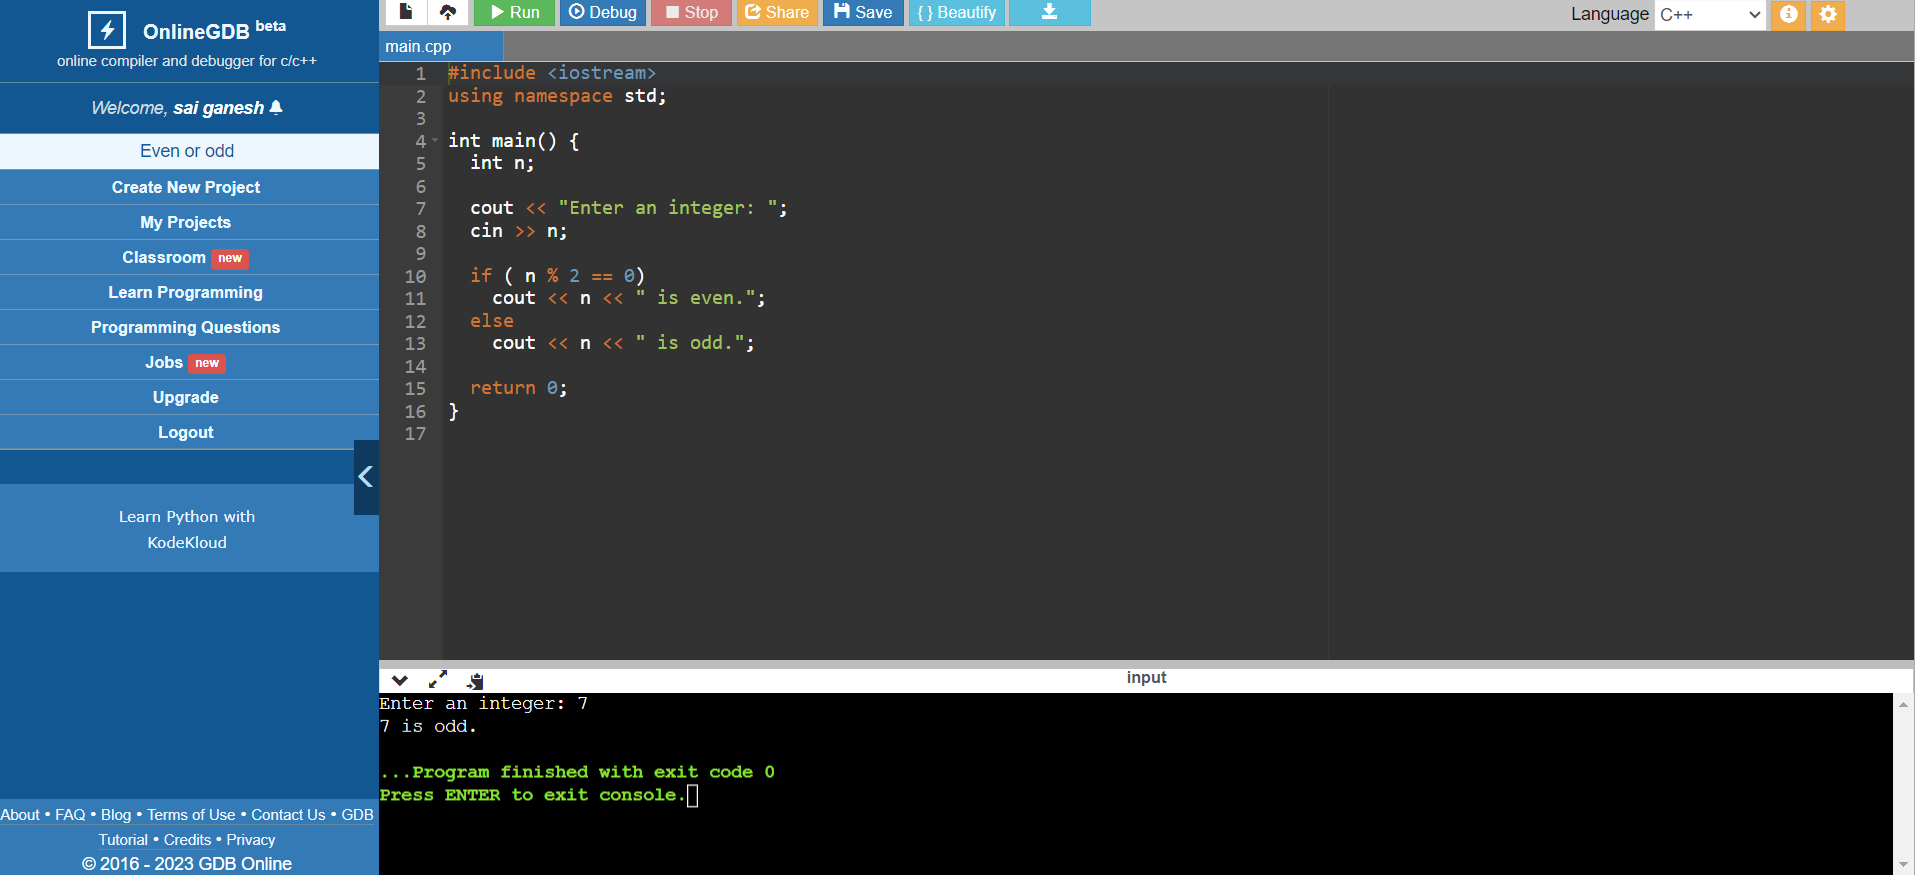 OnlineGDB beta
online compiler and debugger for c/c++
Welcome, sai ganesh
Even or odd
Create New Project
My Projects
Classroom new
Learn Programming
Programming Questions
Jobs new
Upgrade
Logout
Learn Python with
KodeKloud
About • FAQ • Blog • Terms of Use • Contact Us • GDB
Tutorial • Credits • Privacy
© 2016 - 2023 GDB Online
Run Debug Stop Share Save { } Beautify Language C++
main.cpp
1 #include <iostream>
2 using namespace std;
3
4 int main() {
5   int n;
6
7   cout << "Enter an integer: ";
8   cin >> n;
9
10   if ( n % 2 == 0)
11     cout << n << " is even.";
12   else
13     cout << n << " is odd.";
14
15   return 0;
16 }
17
input
Enter an integer: 7
7 is odd.
...Program finished with exit code 0
Press ENTER to exit console.